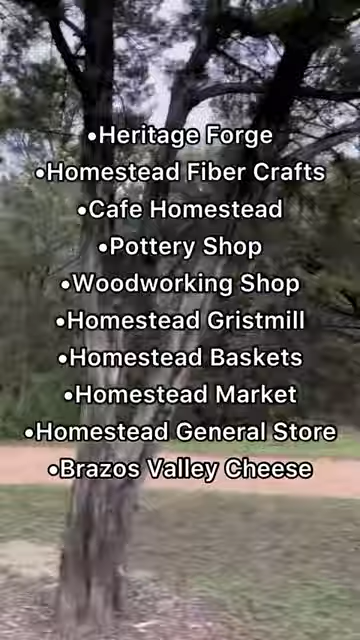 •Heritage Forge
•Homestead Fiber Crafts
•Cafe Homestead
•Pottery Shop
•Woodworking Shop
•Homestead Gristmill
•Homestead Baskets
•Homestead Market
•Homestead General Store
•Brazos Valley Cheese